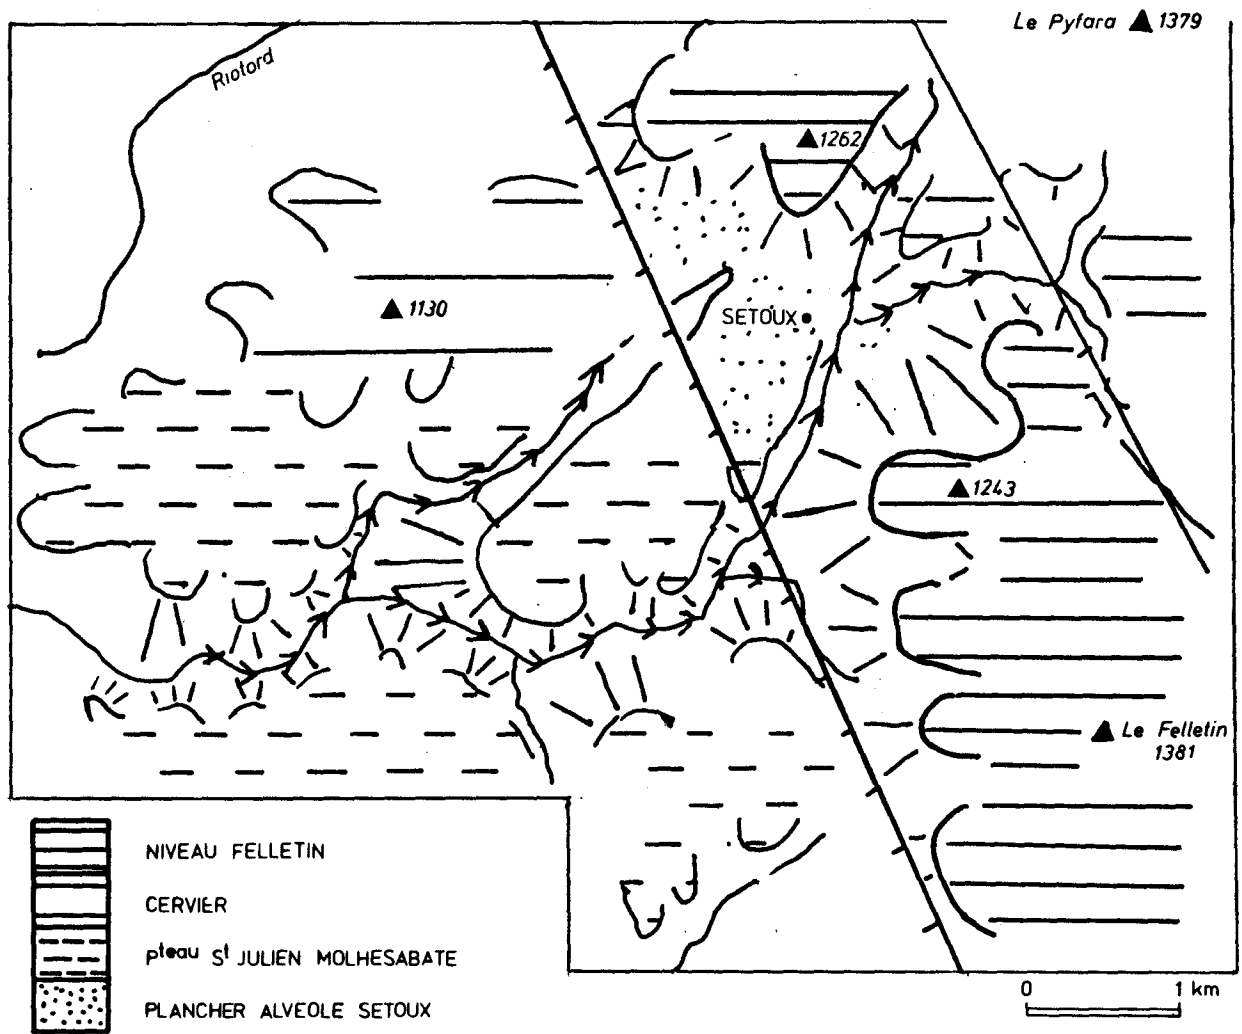 Le Pyfara ▲ 1379
Riotord
▲1262
▲1130
SETOUX
▲1243
▲ Le Felletin
1381
NIVEAU FELLETIN
CERVIER
Pteau St JULIEN MOLHESABATE
PLANCHER ALVEOLE SETOUX
0 1 km